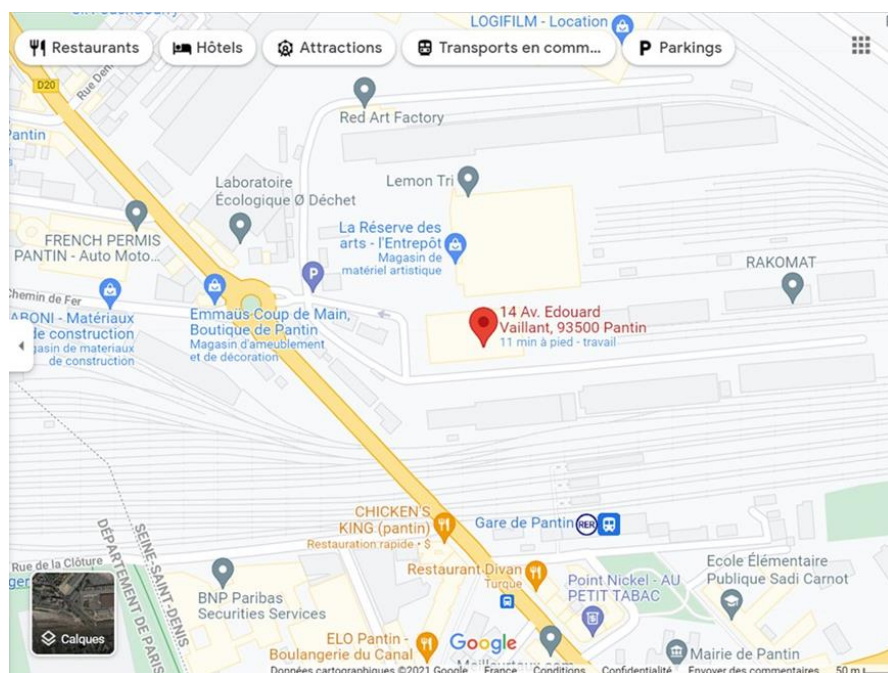 LOGIFILM - Location
Restaurants
Hôtels
Attractions
Transports en comm...
Parkings
D20
Rue Den
Pantin
Red Art Factory
Laboratoire
Écologique Ø Déchet
Lemon Tri
La Réserve des
arts - l'Entrepôt
Magasin de
matériel artistique
FRENCH PERMIS
PANTIN - Auto Moto...
RAKOMAT
Chemin de Fer
P
ABONI - Matériaux
de construction
gasin de materiaux
de construction
Emmaüs Coup de Main,
Boutique de Pantin
Magasin d'ameublement
et de décoration
14 Av. Edouard
Vaillant, 93500 Pantin
11 min à pied - travail
CHICKEN'S
KING (pantin)
Restauration rapide • $
Gare de Pantin
RER
SEINE-SAINT-DENIS
DÉPARTEMENT DE PARIS
Rue de la Clôture
ger
BNP Paribas
Securities Services
Restaurant Divan
Turque
Point Nickel - AU
PETIT TABAC
Ecole Élémentaire
Publique Sadi Carnot
Calques
ELO Pantin -
Boulangerie du Canal
Google
Mairie de Pantin
Données cartographiques ©2021 Google
France
Conditions
Confidentialité
Envoyer des commentaires
50 m